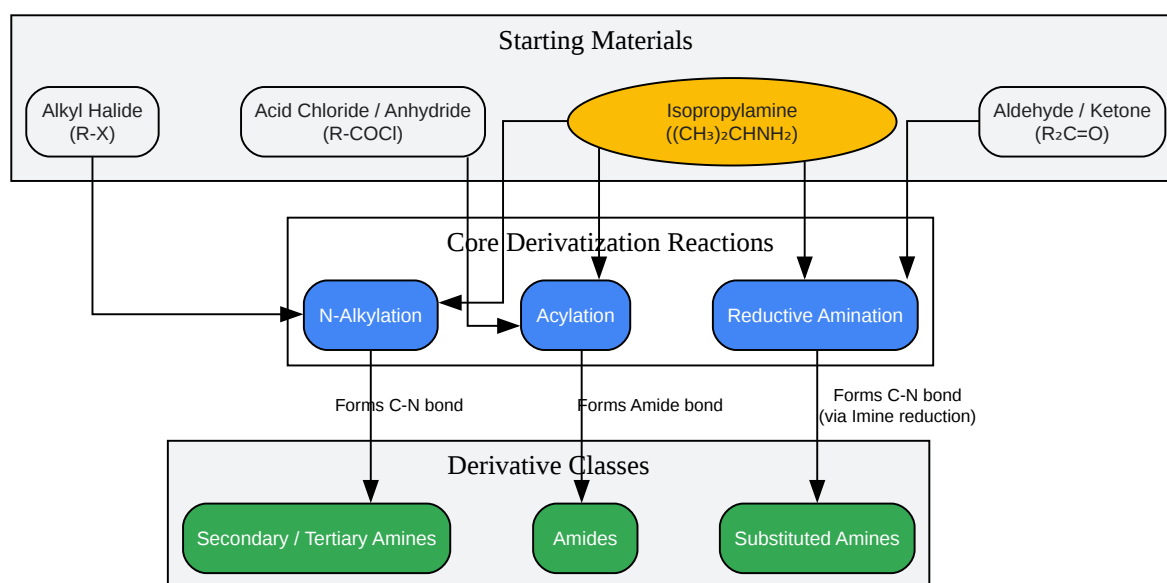 Starting Materials
Alkyl Halide
(R-X)
Acid Chloride / Anhydride
(R-COCl)
Isopropylamine
((CH₃)₂CHNH₂)
Aldehyde / Ketone
(R₂C=O)
Core Derivatization Reactions
N-Alkylation
Acylation
Reductive Amination
Forms C-N bond
Forms Amide bond
Forms C-N bond
(via Imine reduction)
Derivative Classes
Secondary / Tertiary Amines
Amides
Substituted Amines